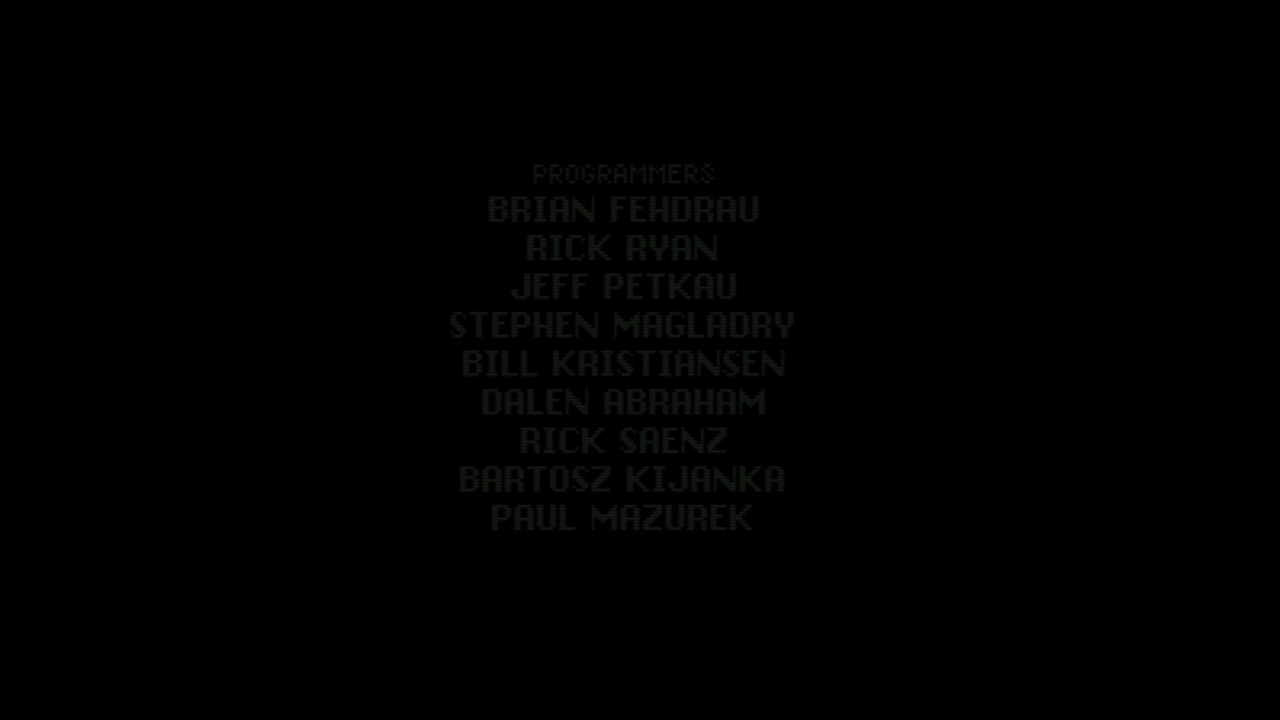 PROGRAMMERS
BRIAN FEHDRAU
RICK RYAN
JEFF PETKAU
STEPHEN MAGLADRY
BILL KRISTIANSEN
DALEN ABRAHAM
RICK SAENZ
BARTOSZ KIJANKA
PAUL MAZUREK